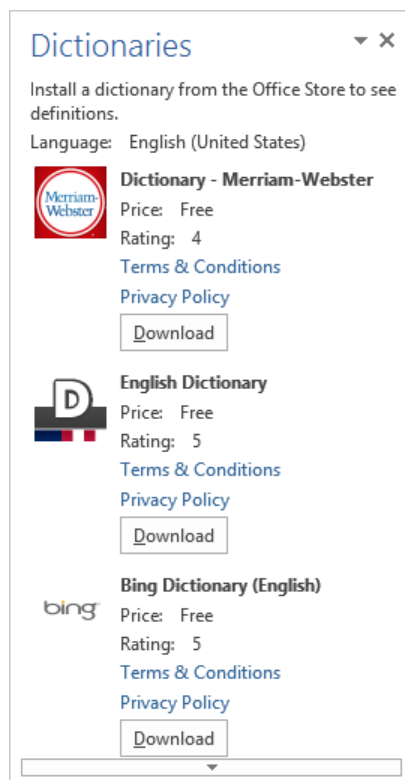 Dictionaries
Install a dictionary from the Office Store to see
definitions.
Language: English (United States)
Merriam-
Webster
Dictionary - Merriam-Webster
Price: Free
Rating: 4
Terms & Conditions
Privacy Policy
Download
D
English Dictionary
Price: Free
Rating: 5
Terms & Conditions
Privacy Policy
Download
bing
Bing Dictionary (English)
Price: Free
Rating: 5
Terms & Conditions
Privacy Policy
Download